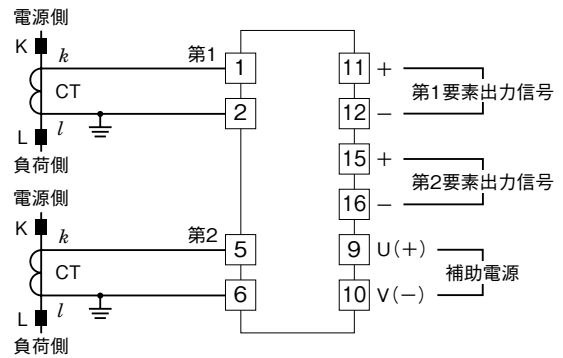 電源側
K
k
第1
1
11
+
CT
第1要素出力信号
2
12
−
l
L
負荷側
15
+
第2要素出力信号
16
−
電源側
K
k
第2
5
9
U(+)
CT
補助電源
6
10
V(−)
l
L
負荷側